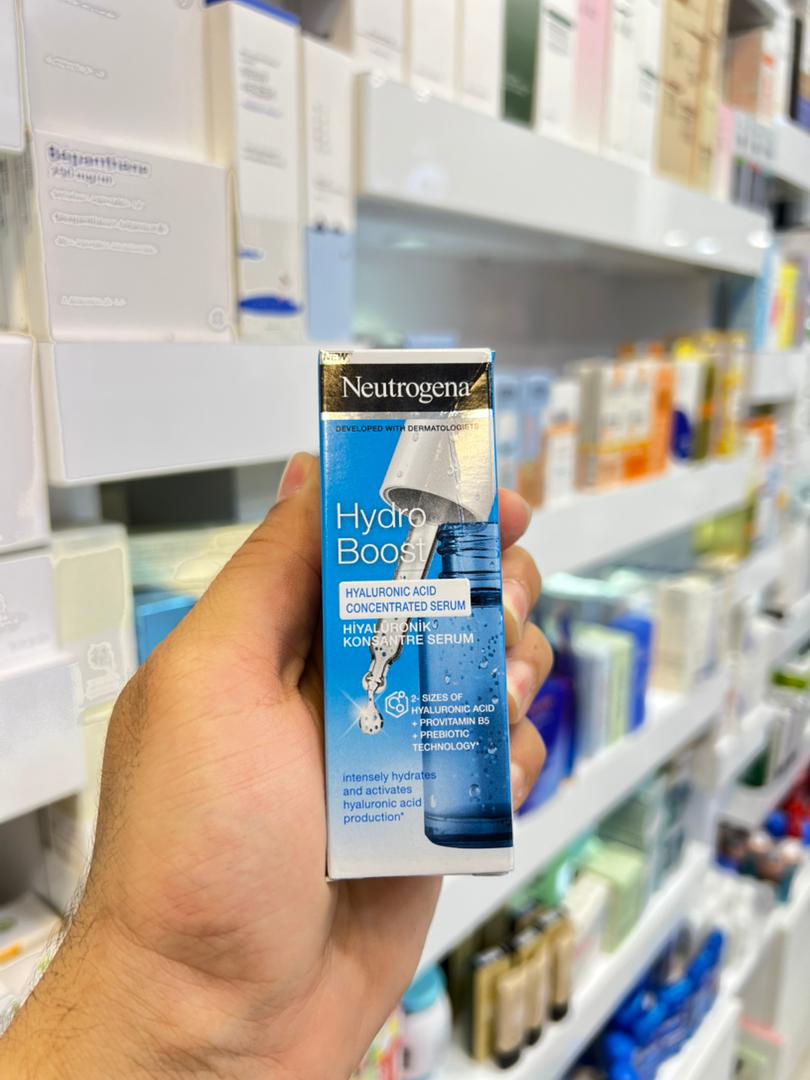 NEW
Neutrogena
DEVELOPED WITH DERMATOLOGISTS
Hydro
Boost
HYALURONIC ACID
CONCENTRATED SERUM
HİYALÜRONİK
KONSANTRE SERUM
2- SIZES OF
HYALURONIC ACID
+ PROVITAMIN B5
+ PREBIOTIC
TECHNOLOGY*
intensely hydrates
and activates
hyaluronic acid
production*